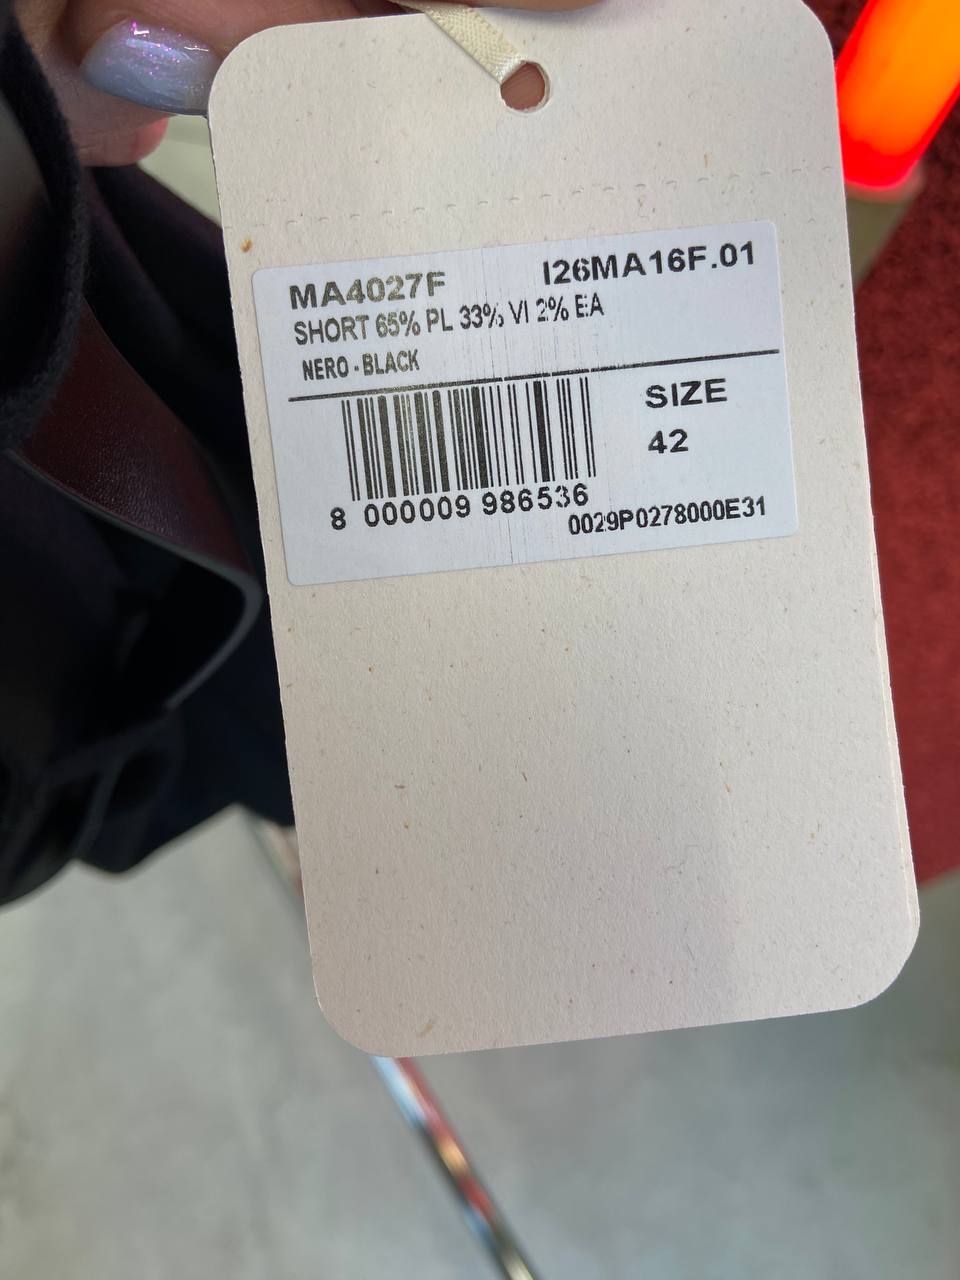 MA4027F I26MA16F.01
SHORT 65% PL 33% VI 2% EA
NERO - BLACK
SIZE
42
8 000009 986536
0029P0278000E31